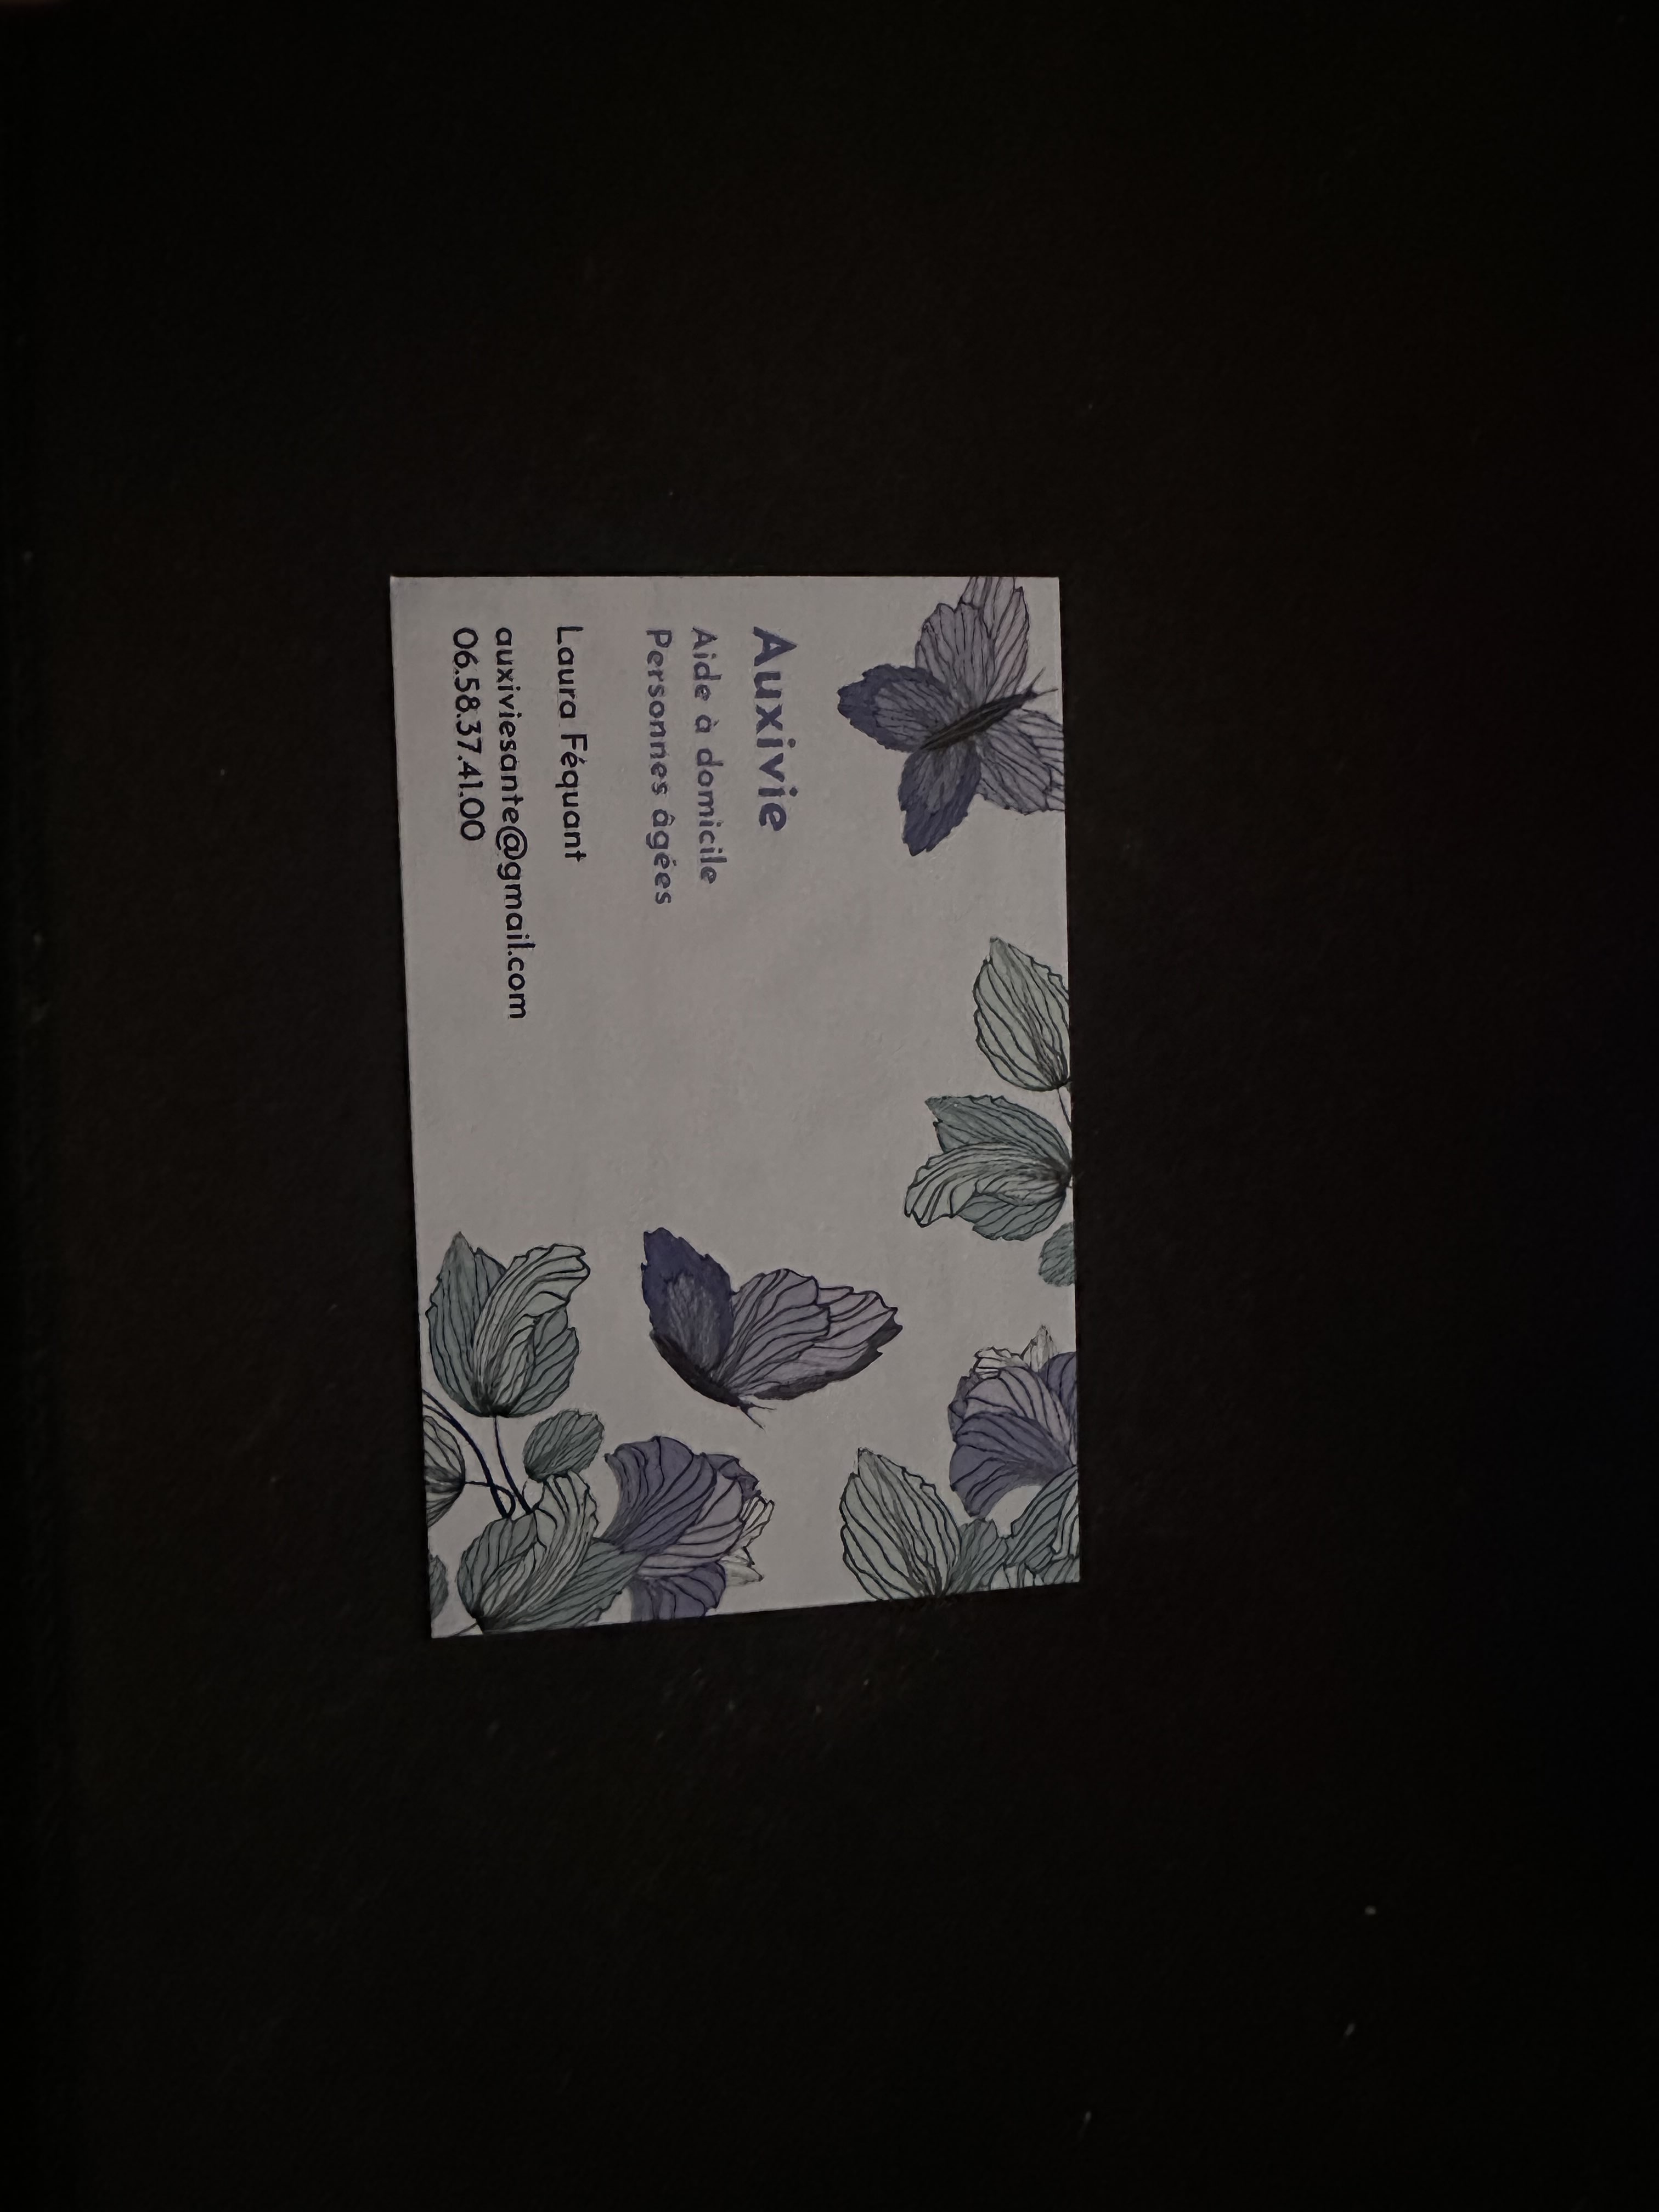 Auxivie
Aide à domicile
Personnes âgées
Laura Féquant
auxiviesante@gmail.com
06.58.37.41.00